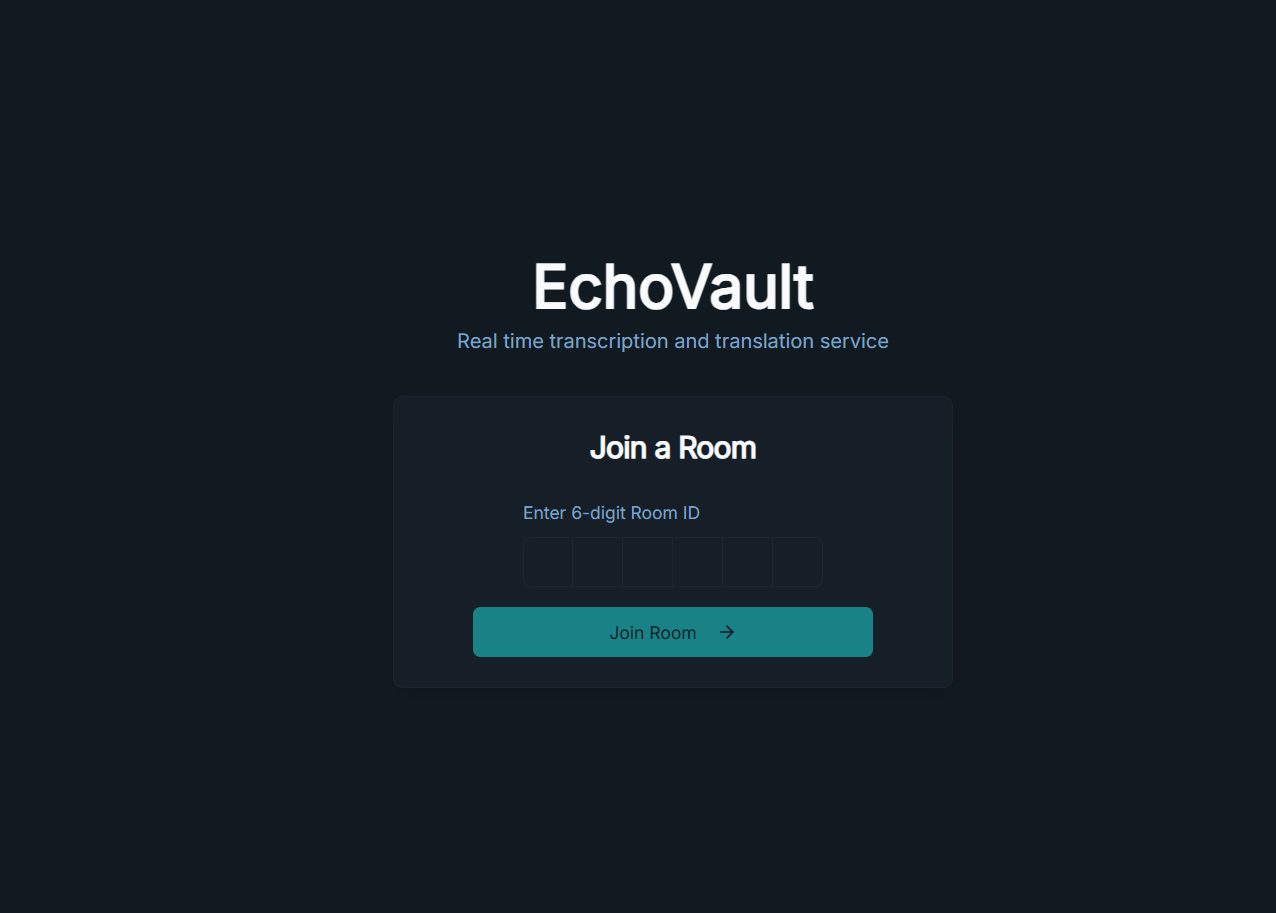 EchoVault
Real time transcription and translation service
Join a Room
Enter 6-digit Room ID
Join Room